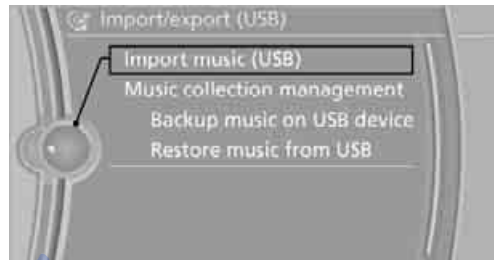 Import/export (USB)
Import music (USB)
Music collection management
Backup music on USB device
Restore music from USB